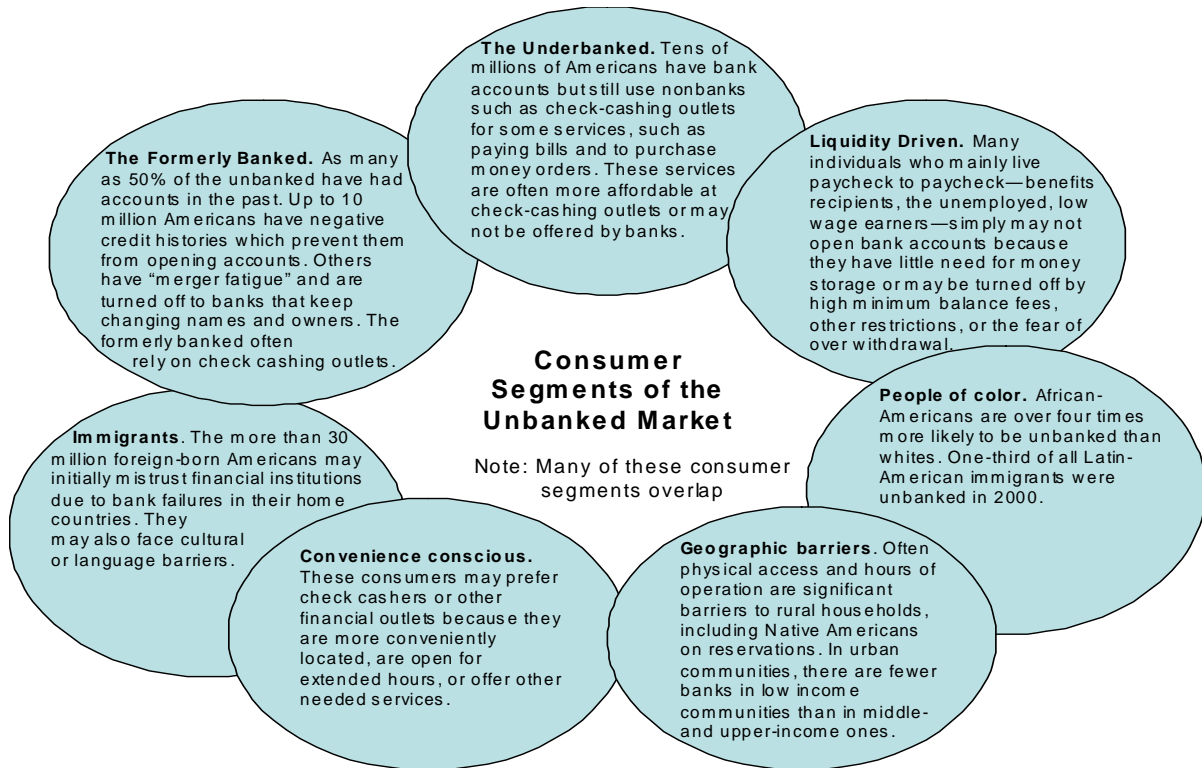 The Underbanked. Tens of
millions of Americans have bank
accounts but still use nonbanks
such as check-cashing outlets
for some services, such as
paying bills and to purchase
money orders. These services
are often more affordable at
check-cashing outlets or may
not be offered by banks.
The Formerly Banked. As many
as 50% of the unbanked have had
accounts in the past. Up to 10
million Americans have negative
credit histories which prevent them
from opening accounts. Others
have “merger fatigue” and are
turned off to banks that keep
changing names and owners. The
formerly banked often
rely on check cashing outlets.
Liquidity Driven. Many
individuals who mainly live
paycheck to paycheck—benefits
recipients, the unemployed, low
wage earners—simply may not
open bank accounts because
they have little need for money
storage or may be turned off by
high minimum balance fees,
other restrictions, or the fear of
over withdrawal.
Consumer
Segments of the
Unbanked Market
Note: Many of these consumer
segments overlap
People of color. African-
Americans are over four times
more likely to be unbanked than
whites. One-third of all Latin-
American immigrants were
unbanked in 2000.
Immigrants. The more than 30
million foreign-born Americans may
initially mistrust financial institutions
due to bank failures in their home
countries. They
may also face cultural
or language barriers.
Convenience conscious.
These consumers may prefer
check cashers or other
financial outlets because they
are more conveniently
located, are open for
extended hours, or offer other
needed services.
Geographic barriers. Often
physical access and hours of
operation are significant
barriers to rural households,
including Native Americans
on reservations. In urban
communities, there are fewer
banks in low income
communities than in middle-
and upper-income ones.